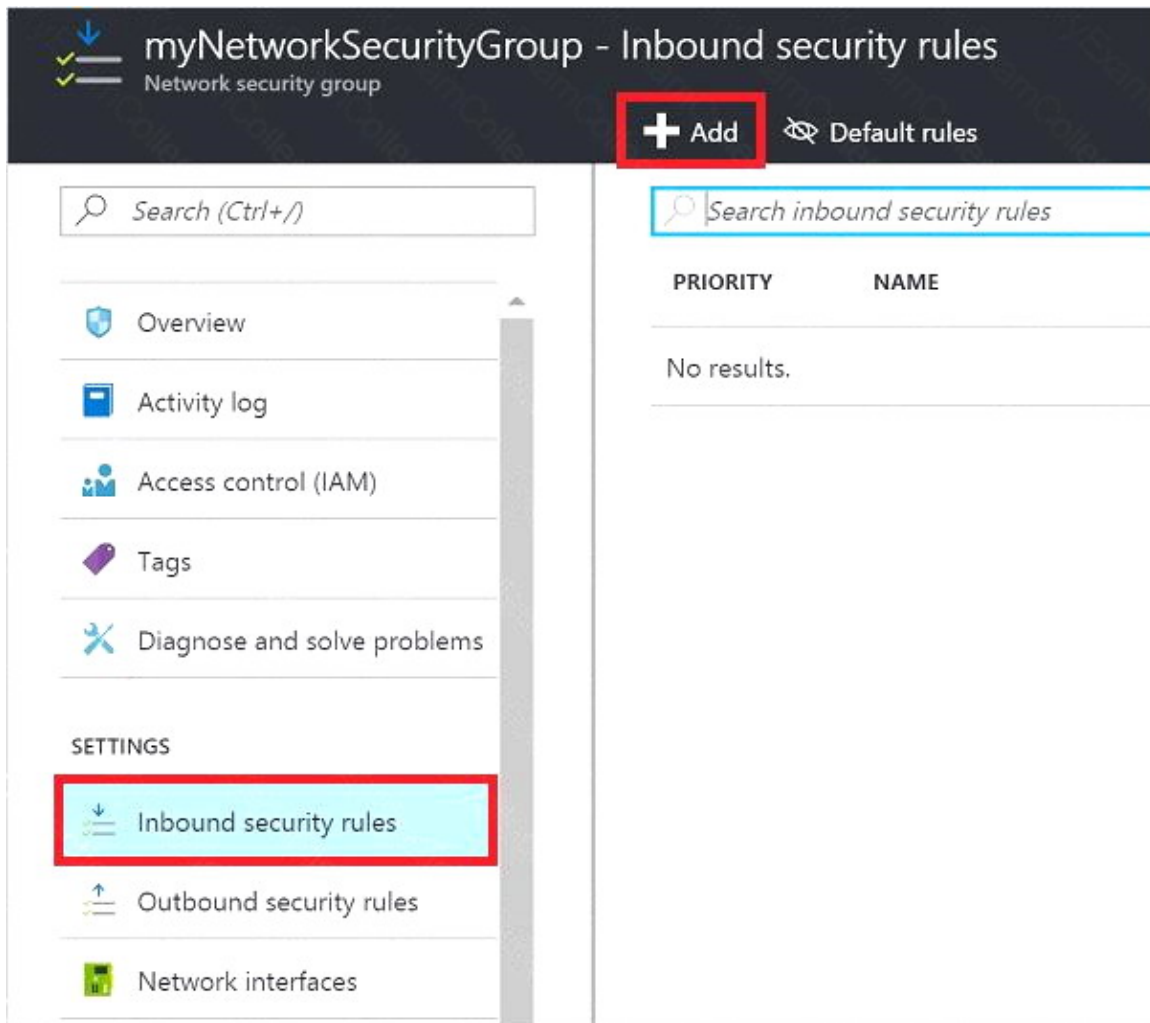 myNetworkSecurityGroup - Inbound security rules
Network security group
Add
Default rules
Search (Ctrl+/)
Overview
Activity log
Access control (IAM)
Tags
Diagnose and solve problems
SETTINGS
Inbound security rules
Outbound security rules
Network interfaces
Search inbound security rules
PRIORITY NAME
No results.